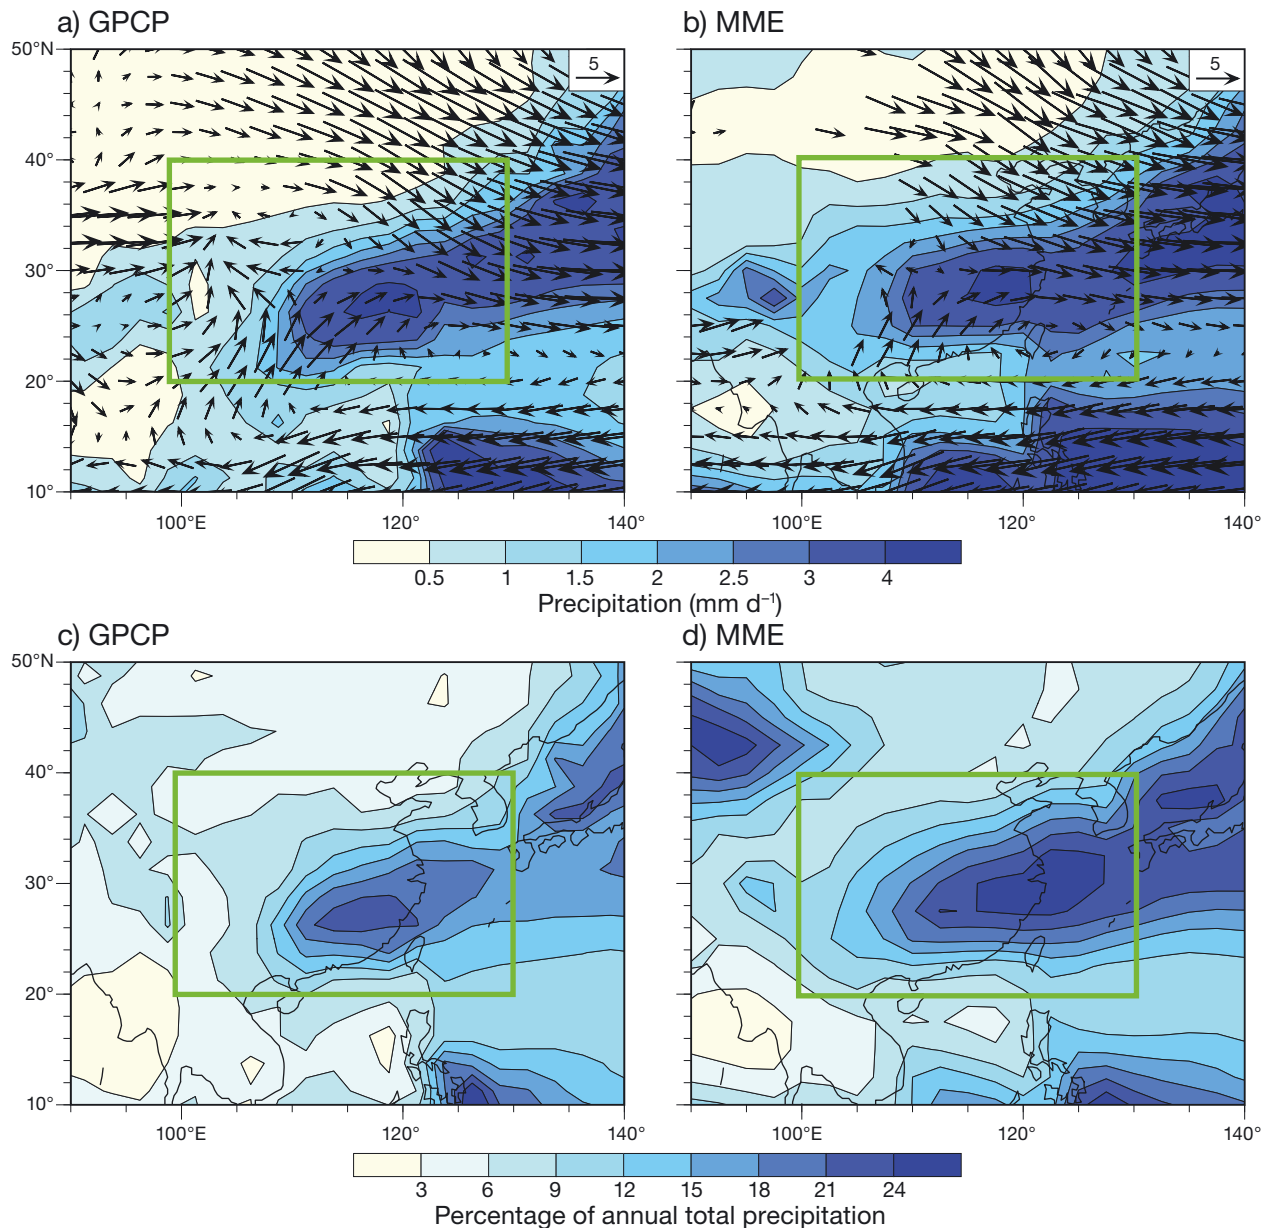 a) GPCP
b) MME
50°N
40°
30°
20°
10°
5
5
100°E
120°
140°
100°E
120°
140°
0.5
1
1.5
2
2.5
3
4
Precipitation (mm d⁻¹)
c) GPCP
d) MME
50°N
40°
30°
20°
10°
100°E
120°
140°
100°E
120°
140°
3
6
9
12
15
18
21
24
Percentage of annual total precipitation